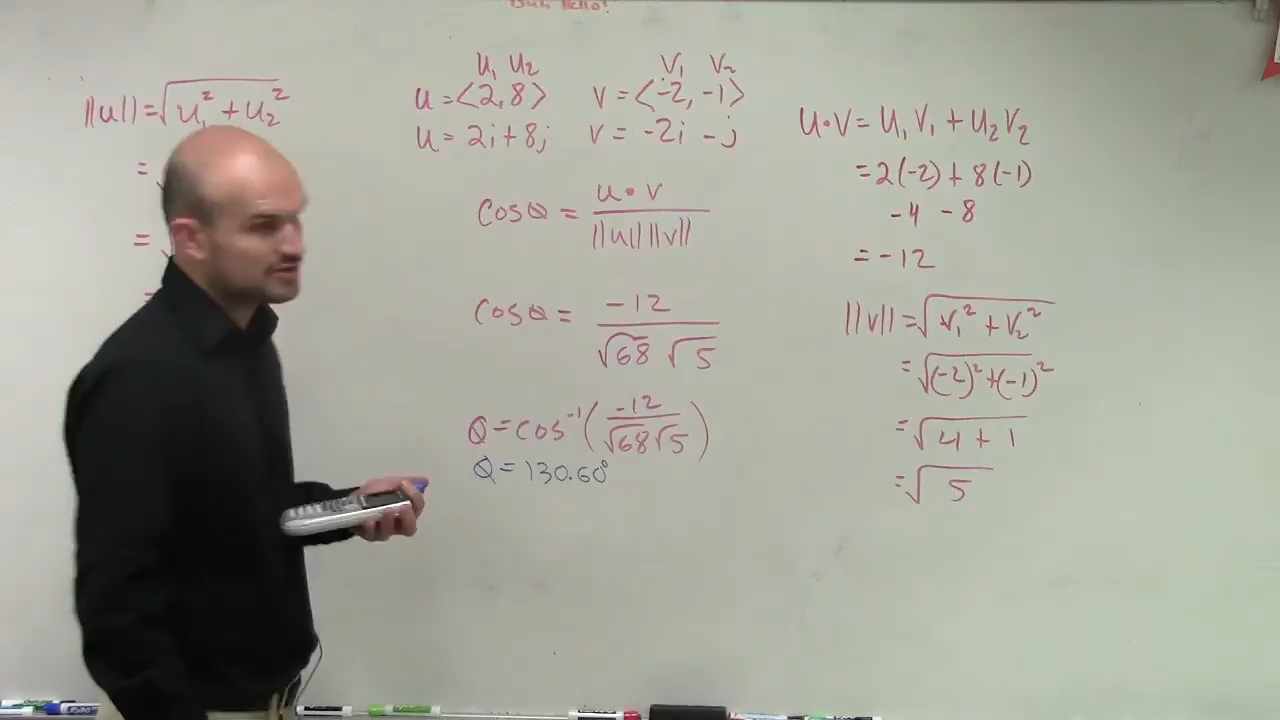 ||u|| = √(u₁² + u₂²)
=
=
=
u₁ u₂
u = <2, 8>
u = 2i + 8j
v₁ v₂
v = <-2, -1>
v = -2i - j
cosθ = u·v / ||u|| ||v||
cosθ = -12 / √68 √5
θ = cos⁻¹(-12 / √68 √5)
θ = 130.60°
u·v = u₁v₁ + u₂v₂
= 2(-2) + 8(-1)
-4 -8
= -12
||v|| = √(v₁² + v₂²)
= √((-2)² + (-1)²)
= √(4 + 1)
= √5